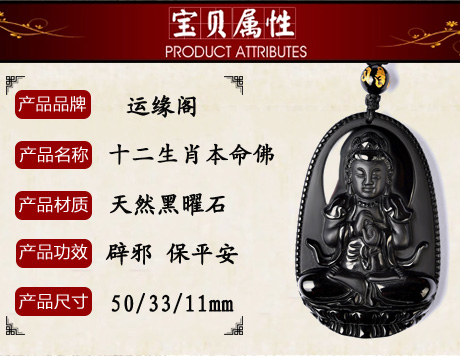 宝贝属性
PRODUCT ATTRIBUTES
产品品牌 运缘阁
产品名称 十二生肖本命佛
产品材质 天然黑曜石
产品功效 辟邪 保平安
产品尺寸 50/33/11mm